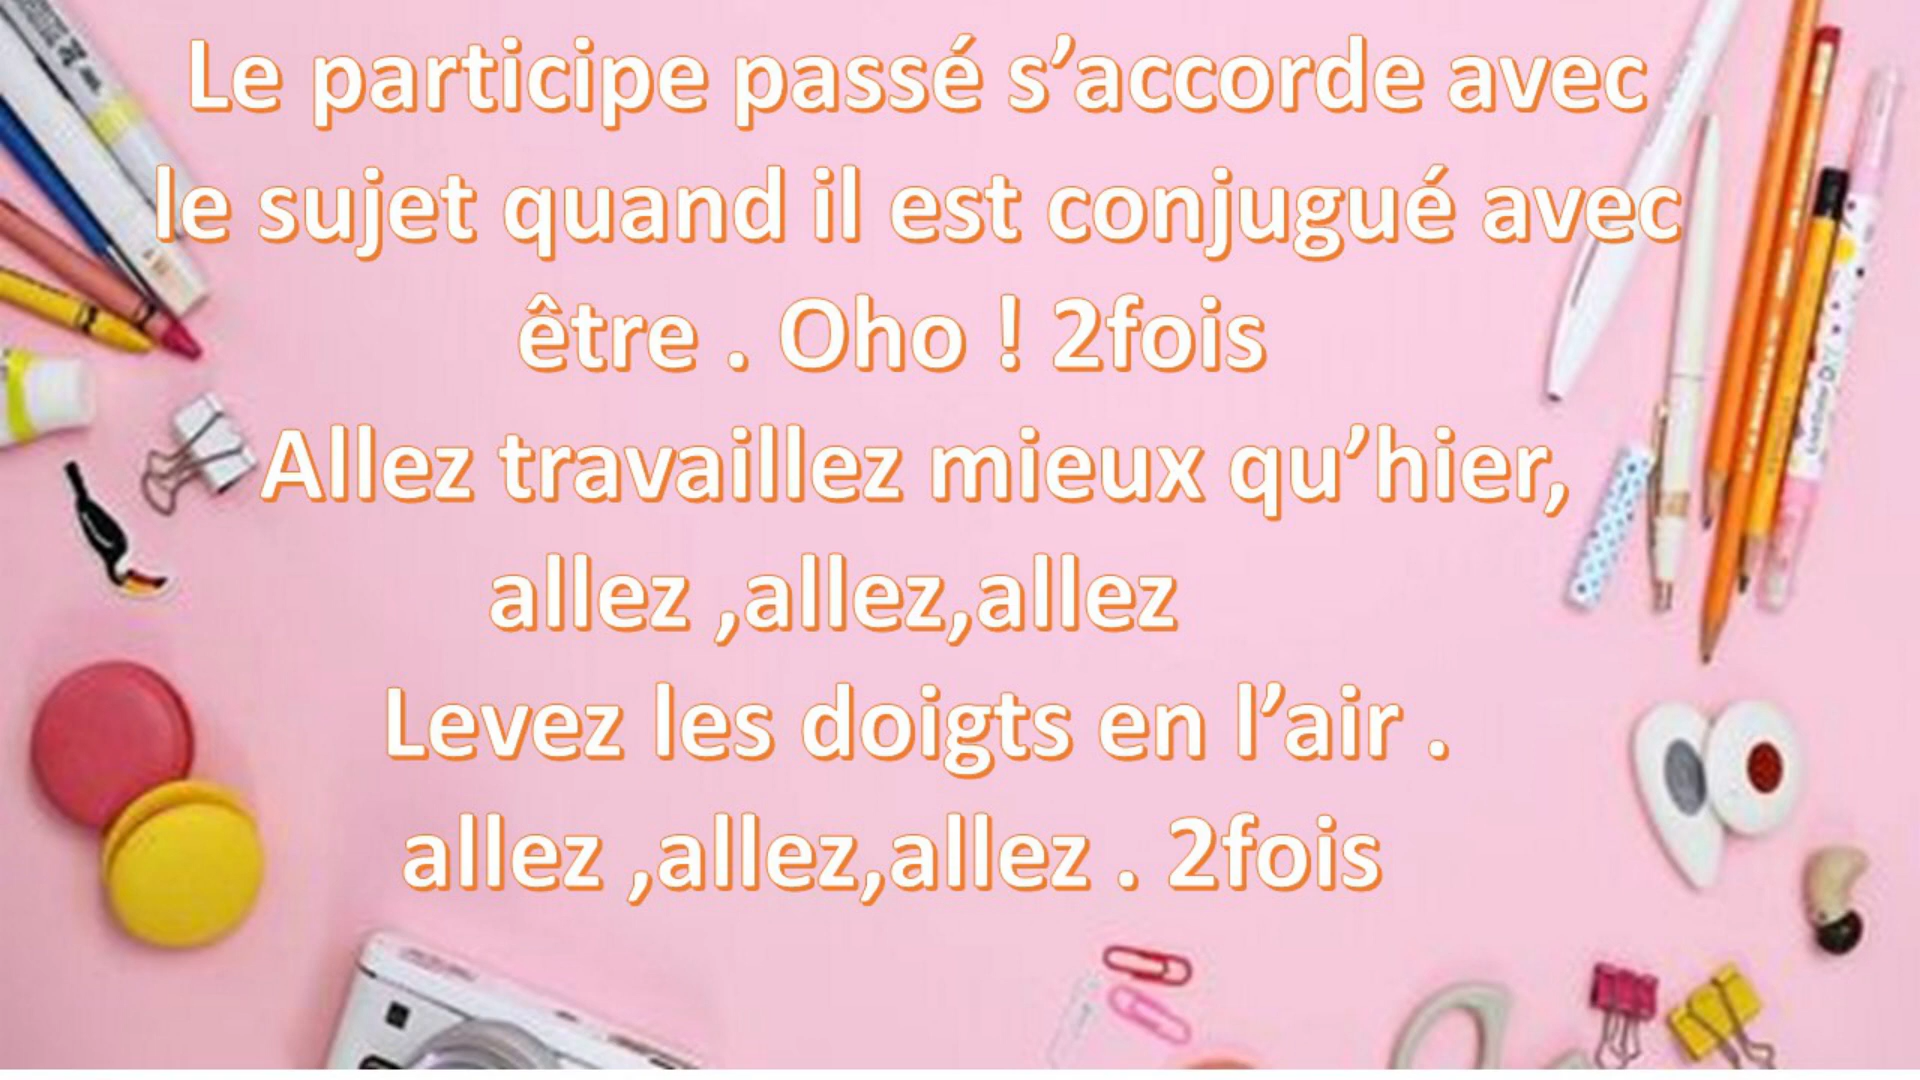 Le participe passé s’accorde avec
le sujet quand il est conjugué avec
être . Oho ! 2fois
Allez travaillez mieux qu’hier,
allez ,allez,allez
Levez les doigts en l’air .
allez ,allez,allez . 2fois